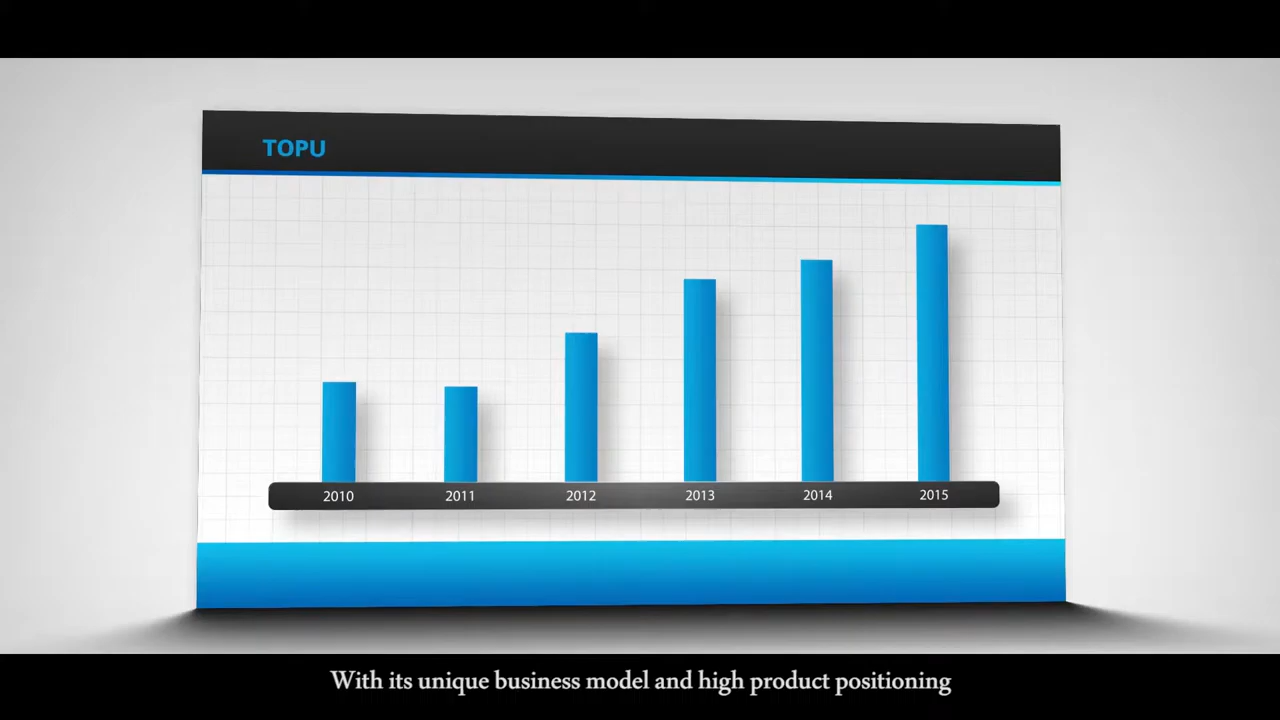 TOPU
2010 2011 2012 2013 2014 2015
With its unique business model and high product positioning